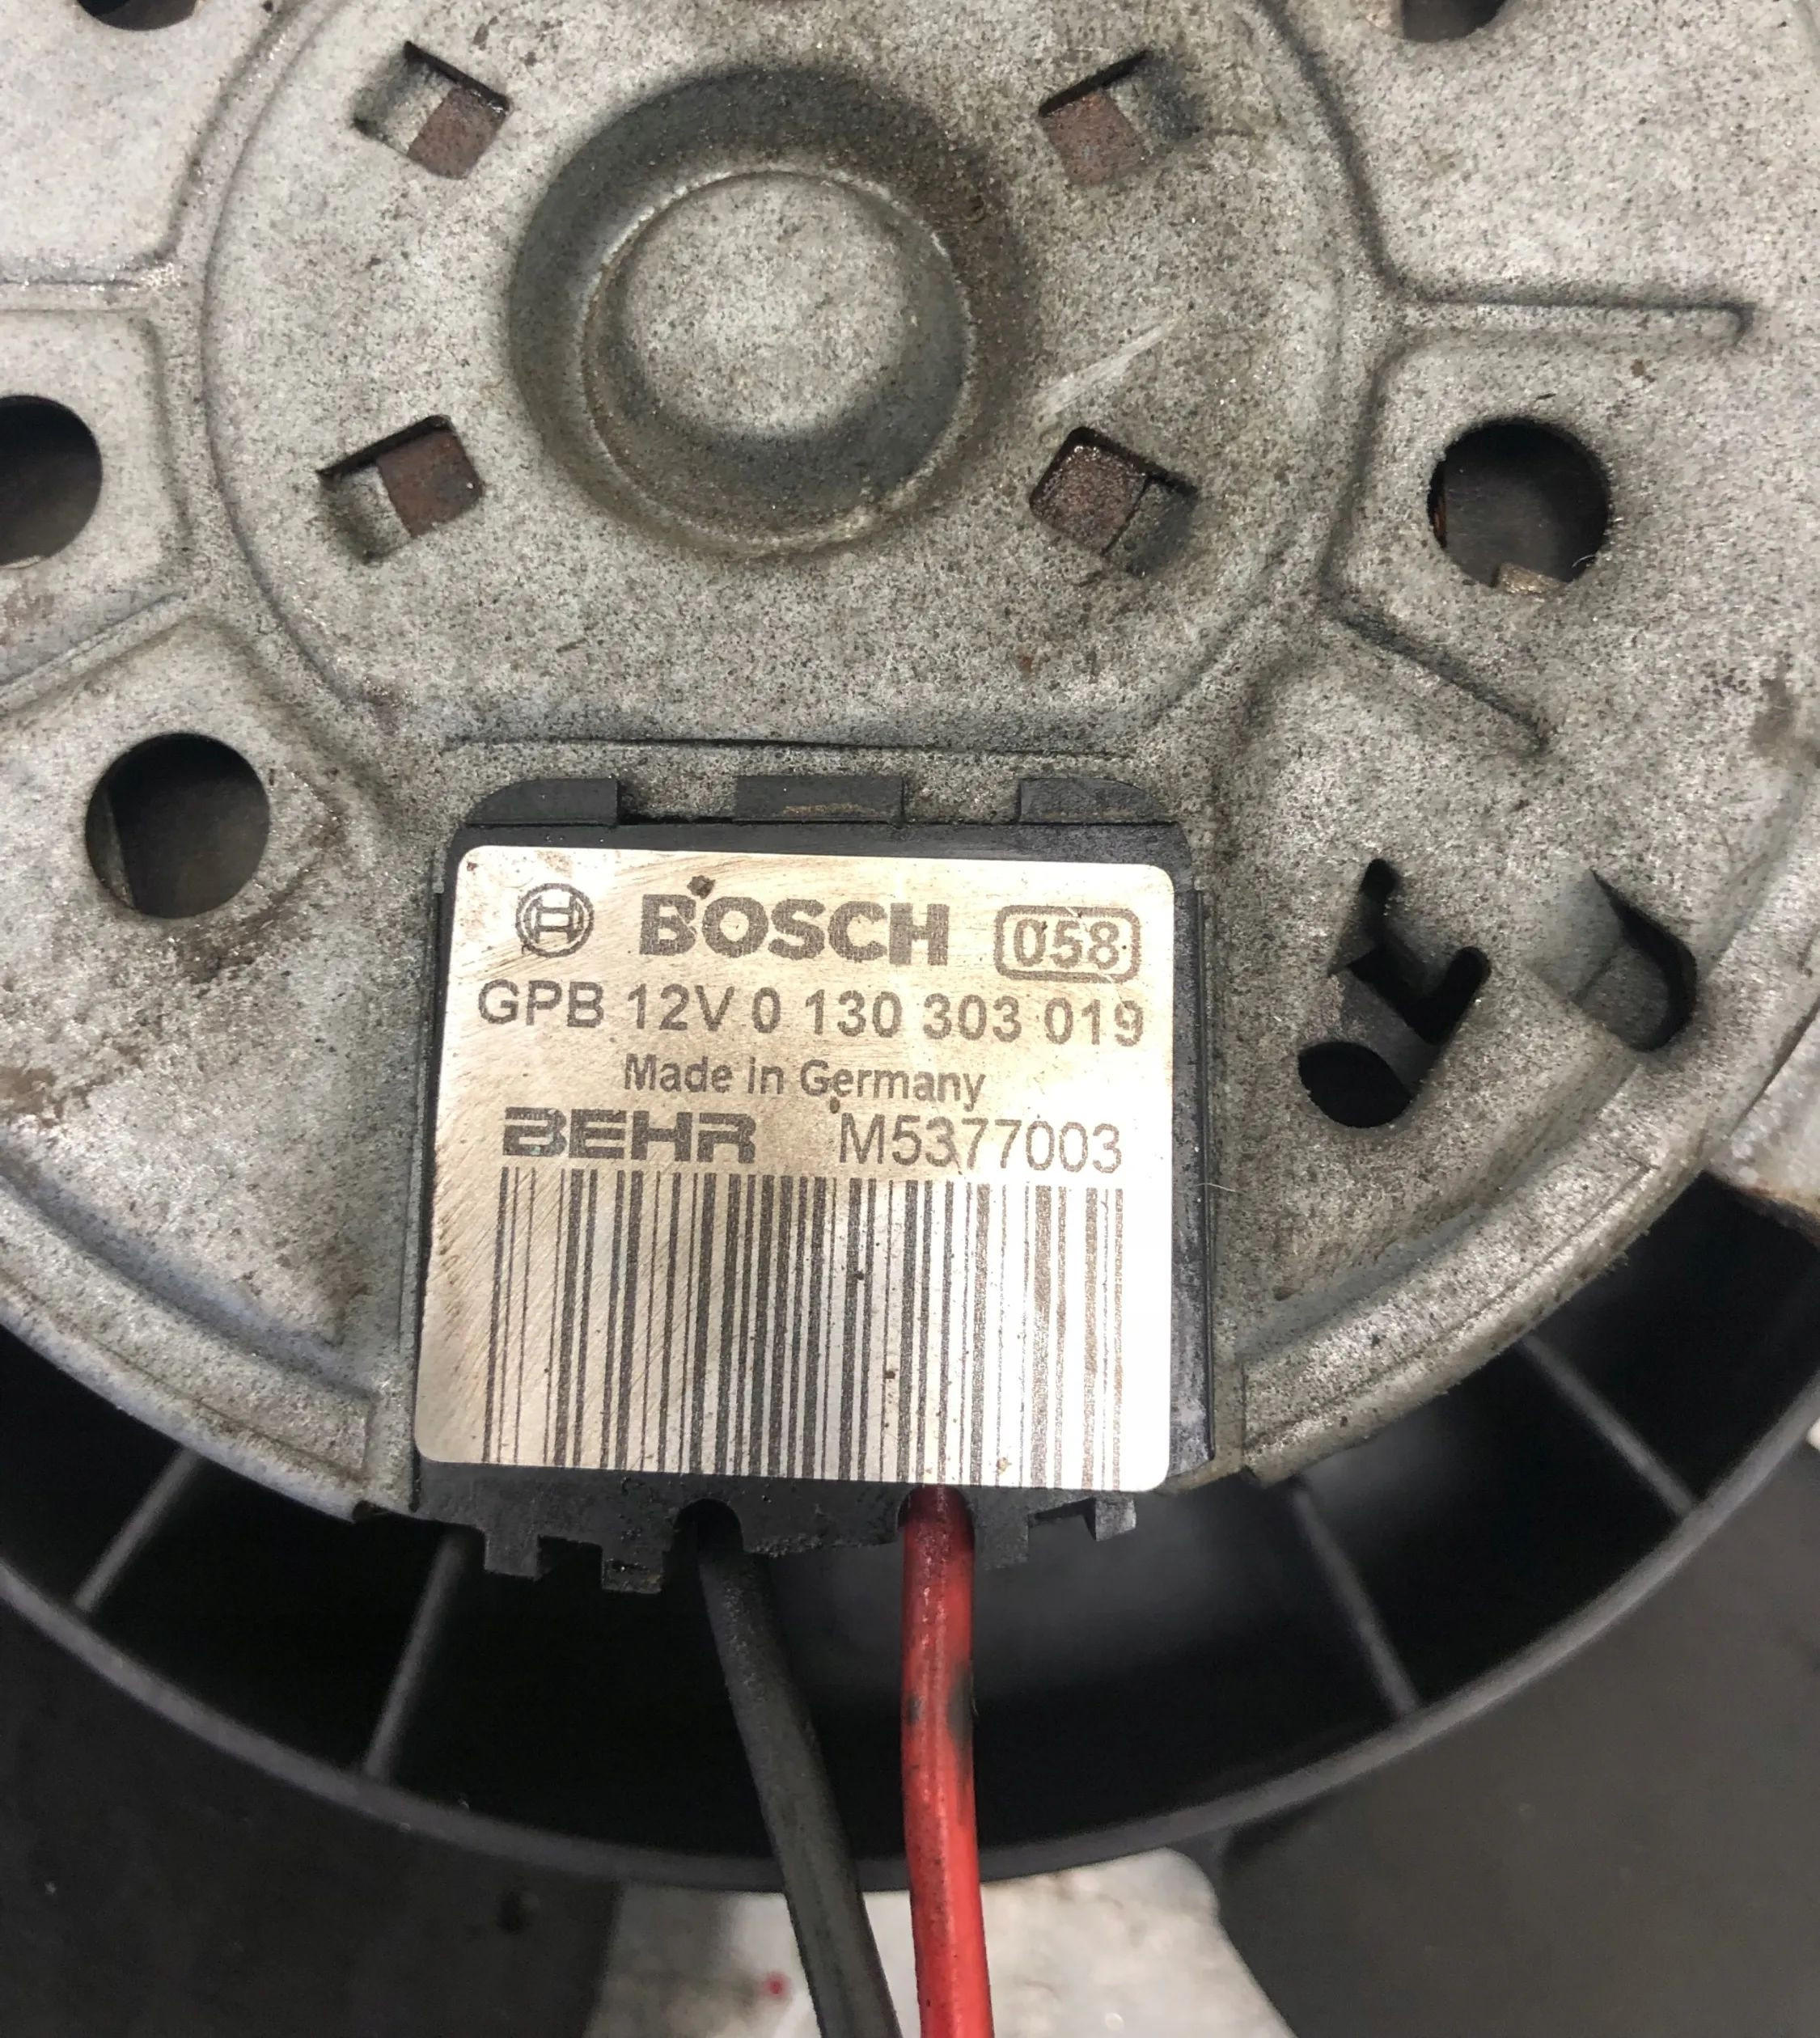 BOSCH 058
GPB 12V 0 130 303 019
Made in Germany
BEHR M5377003